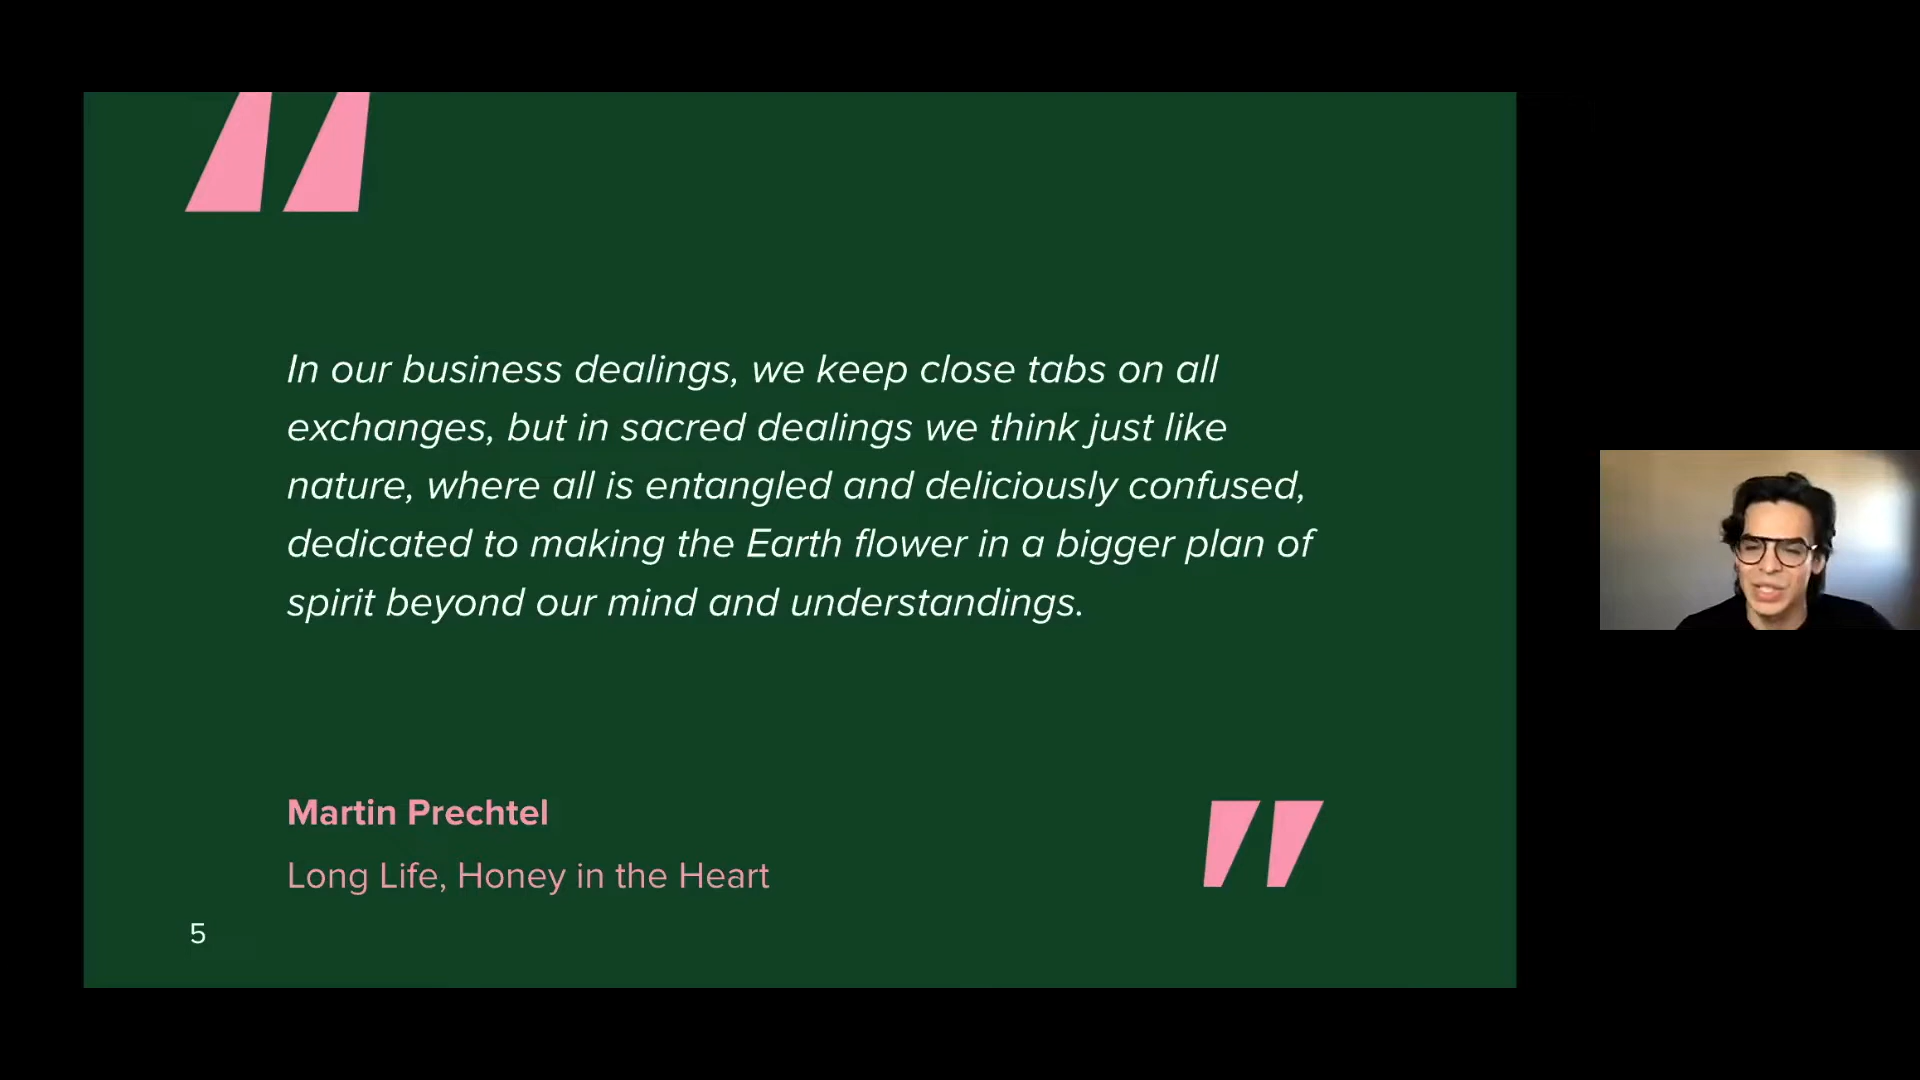 In our business dealings, we keep close tabs on all
exchanges, but in sacred dealings we think just like
nature, where all is entangled and deliciously confused,
dedicated to making the Earth flower in a bigger plan of
spirit beyond our mind and understandings.
Martin Prechtel
Long Life, Honey in the Heart
5